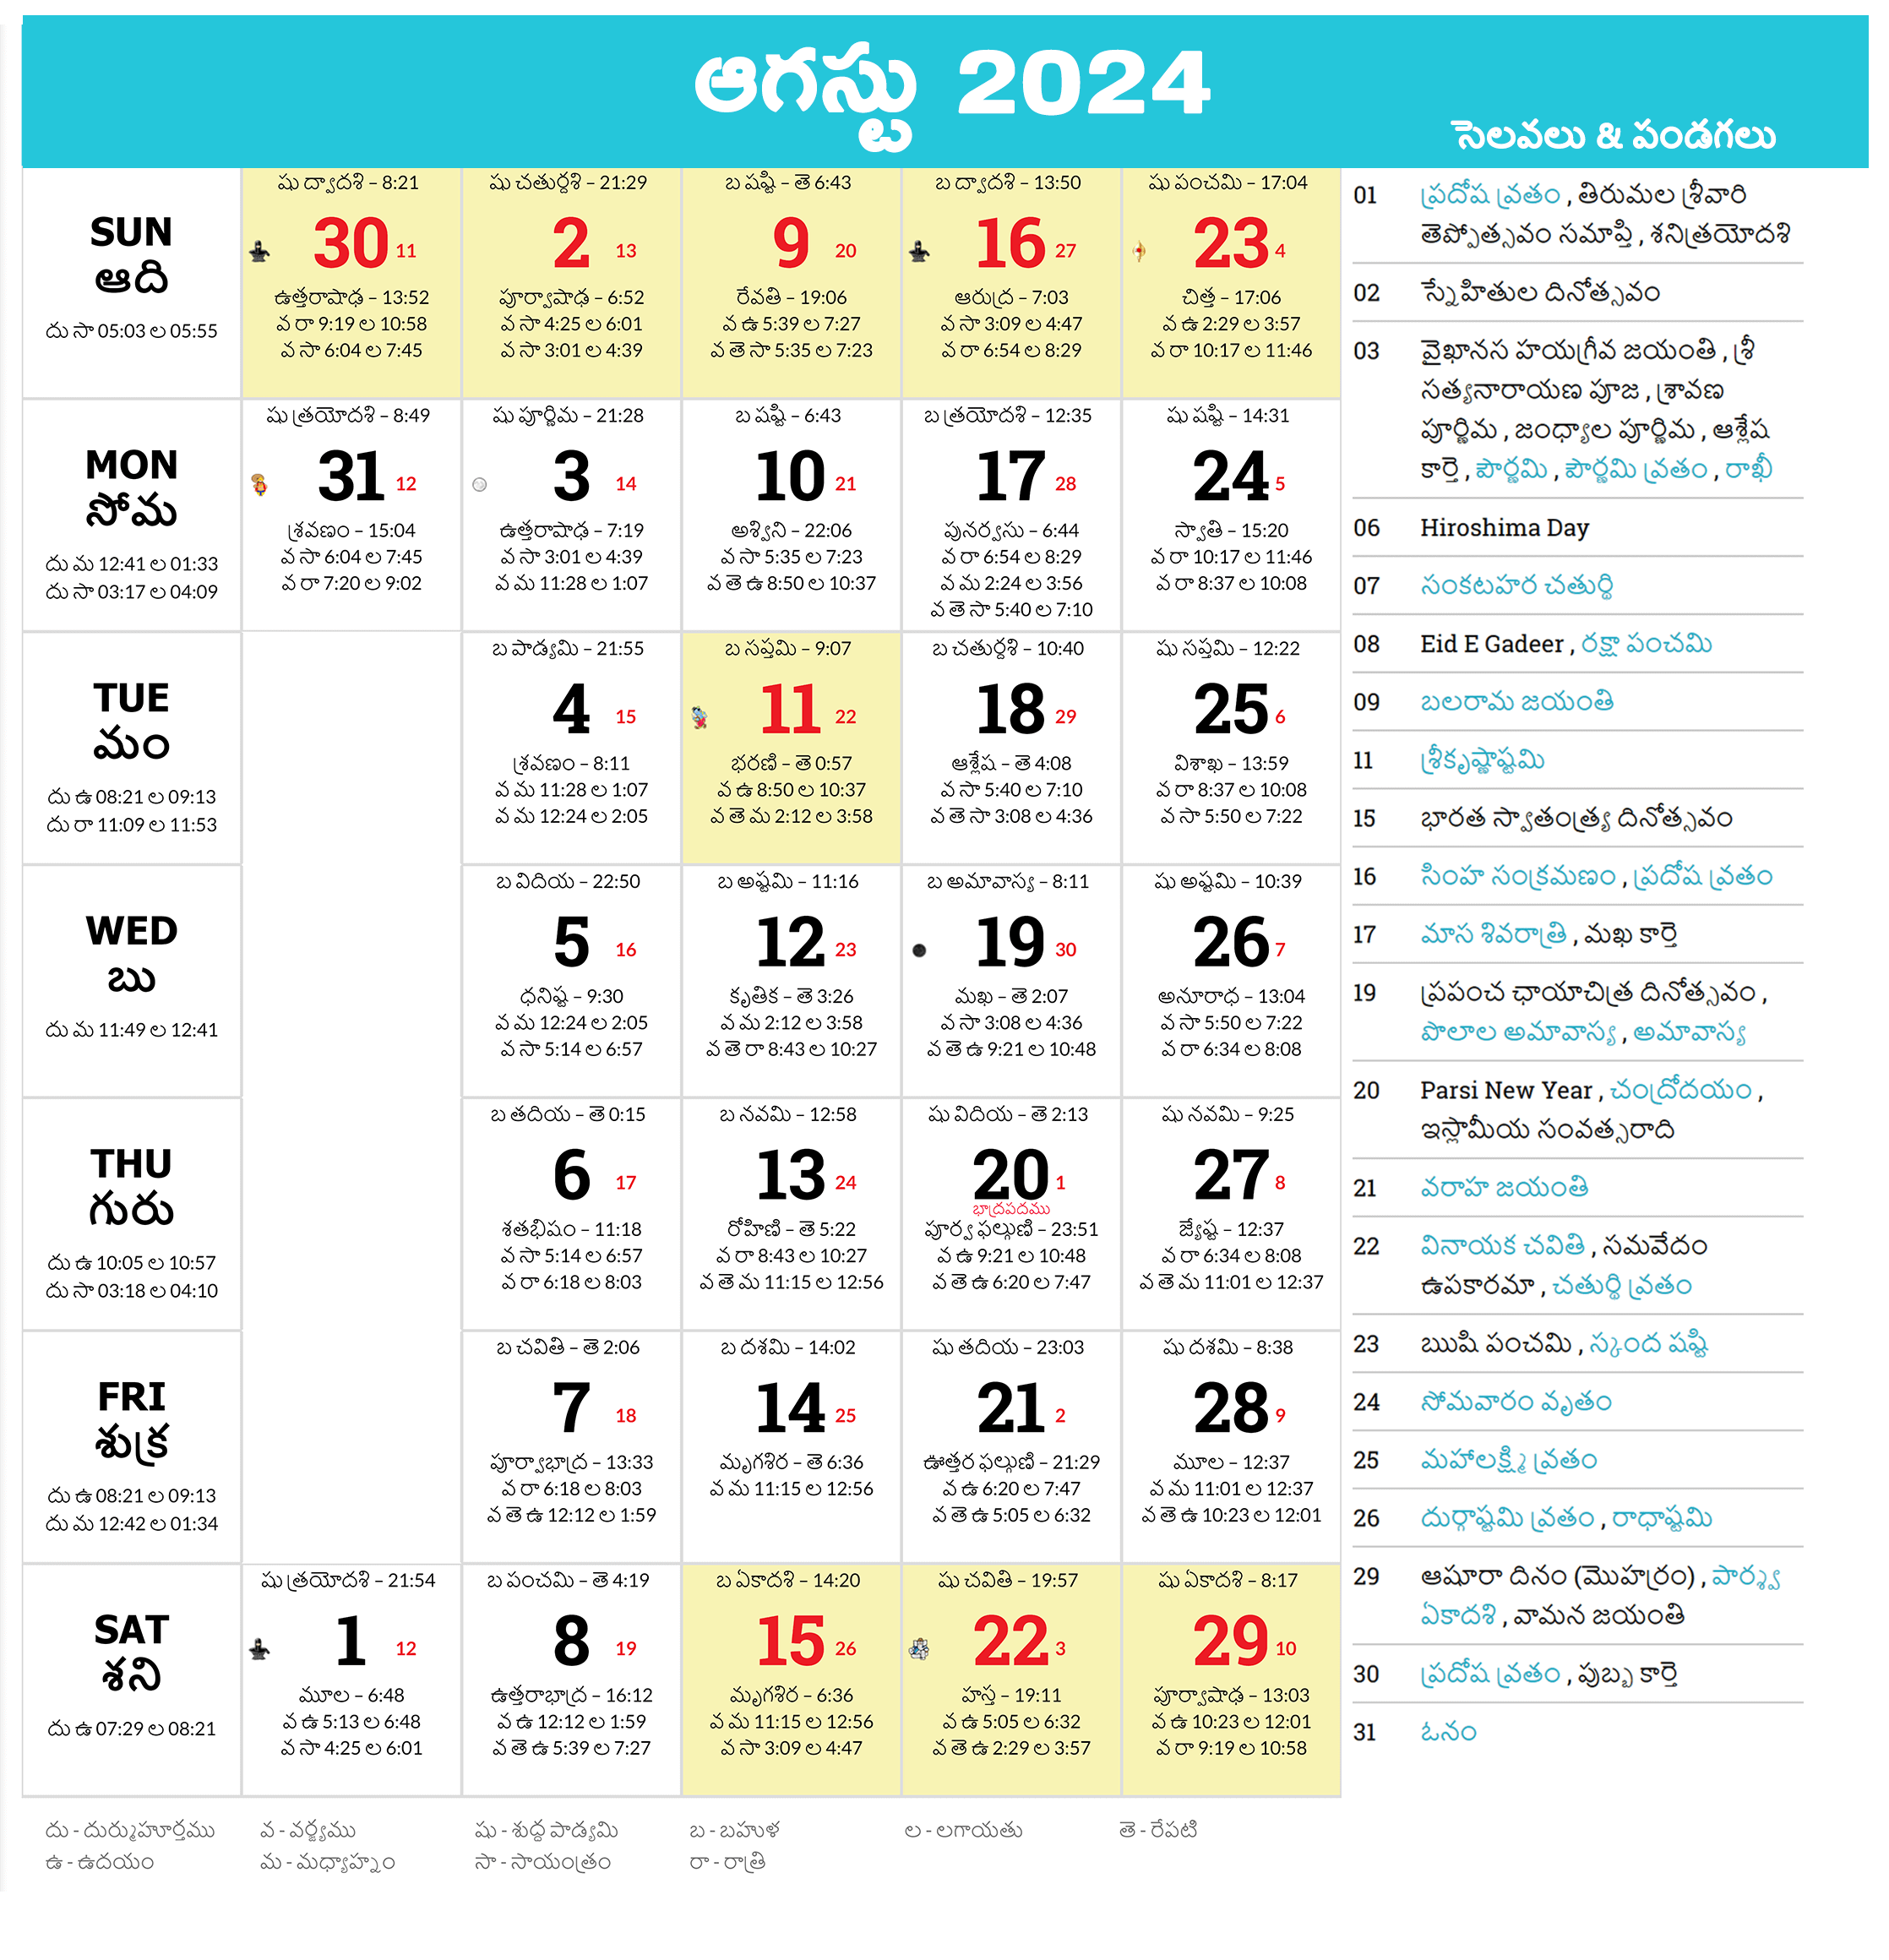 ఆగస్టు 2024
సెలవలు & పండగలు
SUN
ఆది
దు సా 05:03 ల 05:55
షు ద్వాదశి – 8:21
30 11
ఉత్తరాషాఢ – 13:52
వ రా 9:19 ల 10:58
వ సా 6:04 ల 7:45
షు చతుర్దశి – 21:29
2 13
పూర్వాషాఢ – 6:52
వ సా 4:25 ల 6:01
వ సా 3:01 ల 4:39
బ షష్టి – తె 6:43
9 20
రేవతి – 19:06
వ ఉ 5:39 ల 7:27
వ తె సా 5:35 ల 7:23
బ ద్వాదశి – 13:50
16 27
ఆరుద్ర – 7:03
వ సా 3:09 ల 4:47
వ రా 6:54 ల 8:29
షు పంచమి – 17:04
23 4
చిత్త – 17:06
వ ఉ 2:29 ల 3:57
వ రా 10:17 ల 11:46
MON
సోమ
దు మ 12:41 ల 01:33
దు సా 03:17 ల 04:09
షు త్రయోదశి – 8:49
31 12
శ్రవణం – 15:04
వ సా 6:04 ల 7:45
వ రా 7:20 ల 9:02
షు పూర్ణిమ – 21:28
3 14
ఉత్తరాషాఢ – 7:19
వ సా 3:01 ల 4:39
వ మ 11:28 ల 1:07
బ షష్టి – 6:43
10 21
అశ్విని – 22:06
వ సా 5:35 ల 7:23
వ తె ఉ 8:50 ల 10:37
బ త్రయోదశి – 12:35
17 28
పునర్వసు – 6:44
వ రా 6:54 ల 8:29
వ మ 2:24 ల 3:56
వ తె సా 5:40 ల 7:10
షు షష్టి – 14:31
24 5
స్వాతి – 15:20
వ రా 10:17 ల 11:46
వ రా 8:37 ల 10:08
TUE
మం
దు ఉ 08:21 ల 09:13
దు రా 11:09 ల 11:53
బ పాడ్యమి – 21:55
4 15
శ్రవణం – 8:11
వ మ 11:28 ల 1:07
వ మ 12:24 ల 2:05
బ సప్తమి – 9:07
11 22
భరణి – తె 0:57
వ ఉ 8:50 ల 10:37
వ తె మ 2:12 ల 3:58
బ చతుర్దశి – 10:40
18 29
ఆశ్లేష – తె 4:08
వ సా 5:40 ల 7:10
వ తె సా 3:08 ల 4:36
షు సప్తమి – 12:22
25 6
విశాఖ – 13:59
వ రా 8:37 ల 10:08
వ సా 5:50 ల 7:22
WED
బు
దు మ 11:49 ల 12:41
బ విదియ – 22:50
5 16
ధనిష్ట – 9:30
వ మ 12:24 ల 2:05
వ సా 5:14 ల 6:57
బ అష్టమి – 11:16
12 23
కృతిక – తె 3:26
వ మ 2:12 ల 3:58
వ తె రా 8:43 ల 10:27
బ అమావాస్య – 8:11
19 30
మఖ – తె 2:07
వ సా 3:08 ల 4:36
వ తె ఉ 9:21 ల 10:48
షు అష్టమి – 10:39
26 7
అనూరాధ – 13:04
వ సా 5:50 ల 7:22
వ రా 6:34 ల 8:08
THU
గురు
దు ఉ 10:05 ల 10:57
దు సా 03:18 ల 04:10
బ తదియ – తె 0:15
6 17
శతభిషం – 11:18
వ సా 5:14 ల 6:57
వ రా 6:18 ల 8:03
బ నవమి – 12:58
13 24
రోహిణి – తె 5:22
వ రా 8:43 ల 10:27
వ తె మ 11:15 ల 12:56
షు విదియ – తె 2:13
20 1
భాద్రపదము
పూర్వ ఫల్గుణి – 23:51
వ ఉ 9:21 ల 10:48
వ తె ఉ 6:20 ల 7:47
షు నవమి – 9:25
27 8
జ్యేష్ట – 12:37
వ రా 6:34 ల 8:08
వ తె మ 11:01 ల 12:37
FRI
శుక్ర
దు ఉ 08:21 ల 09:13
దు మ 12:42 ల 01:34
బ చవితి – తె 2:06
7 18
పూర్వాభాద్ర – 13:33
వ రా 6:18 ల 8:03
వ తె ఉ 12:12 ల 1:59
బ దశమి – 14:02
14 25
మృగశిర – తె 6:36
వ మ 11:15 ల 12:56
షు తదియ – 23:03
21 2
ఊత్తర ఫల్గుణి – 21:29
వ ఉ 6:20 ల 7:47
వ తె ఉ 5:05 ల 6:32
షు దశమి – 8:38
28 9
మూల – 12:37
వ మ 11:01 ల 12:37
వ తె ఉ 10:23 ల 12:01
SAT
శని
దు ఉ 07:29 ల 08:21
షు త్రయోదశి – 21:54
1 12
మూల – 6:48
వ ఉ 5:13 ల 6:48
వ సా 4:25 ల 6:01
బ పంచమి – తె 4:19
8 19
ఉత్తరాభాద్ర – 16:12
వ ఉ 12:12 ల 1:59
వ తె ఉ 5:39 ల 7:27
బ ఏకాదశి – 14:20
15 26
మృగశిర – 6:36
వ మ 11:15 ల 12:56
వ సా 3:09 ల 4:47
షు చవితి – 19:57
22 3
హస్త – 19:11
వ ఉ 5:05 ల 6:32
వ తె ఉ 2:29 ల 3:57
షు ఏకాదశి – 8:17
29 10
పూర్వాషాఢ – 13:03
వ ఉ 10:23 ల 12:01
వ రా 9:19 ల 10:58
01 ప్రదోష వ్రతం , తిరుమల శ్రీవారి
తెప్పోత్సవం సమాప్తి , శనిత్రయోదశి
02 స్నేహితుల దినోత్సవం
03 వైఖానస హయగ్రీవ జయంతి , శ్రీ
సత్యనారాయణ పూజ , శ్రావణ
పూర్ణిమ , జంధ్యాల పూర్ణిమ , ఆశ్లేష
కార్తె , పౌర్ణమి , పౌర్ణమి వ్రతం , రాఖీ
06 Hiroshima Day
07 సంకటహర చతుర్థి
08 Eid E Gadeer , రక్షా పంచమి
09 బలరామ జయంతి
11 శ్రీకృష్ణాష్టమి
15 భారత స్వాతంత్ర్య దినోత్సవం
16 సింహ సంక్రమణం , ప్రదోష వ్రతం
17 మాస శివరాత్రి , మఖ కార్తె
19 ప్రపంచ ఛాయాచిత్ర దినోత్సవం ,
పొలాల అమావాస్య , అమావాస్య
20 Parsi New Year , చంద్రోదయం ,
ఇస్లామీయ సంవత్సరాది
21 వరాహ జయంతి
22 వినాయక చవితి , సమవేదం
ఉపకారమా , చతుర్థి వ్రతం
23 ఋషి పంచమి , స్కంద షష్టి
24 సోమవారం వృతం
25 మహాలక్ష్మి వ్రతం
26 దుర్గాష్టమి వ్రతం , రాధాష్టమి
29 ఆషూరా దినం (మొహర్రం) , పార్శ్వ
ఏకాదశి , వామన జయంతి
30 ప్రదోష వ్రతం , పుబ్బ కార్తె
31 ఓనం
దు - దుర్ముహూర్తము
వ - వర్జ్యము
షు - శుద్ద పాడ్యమి
బ - బహుళ
ల - లగాయతు
తె - రేపటి
ఉ - ఉదయం
మ - మధ్యాహ్నం
సా - సాయంత్రం
రా - రాత్రి